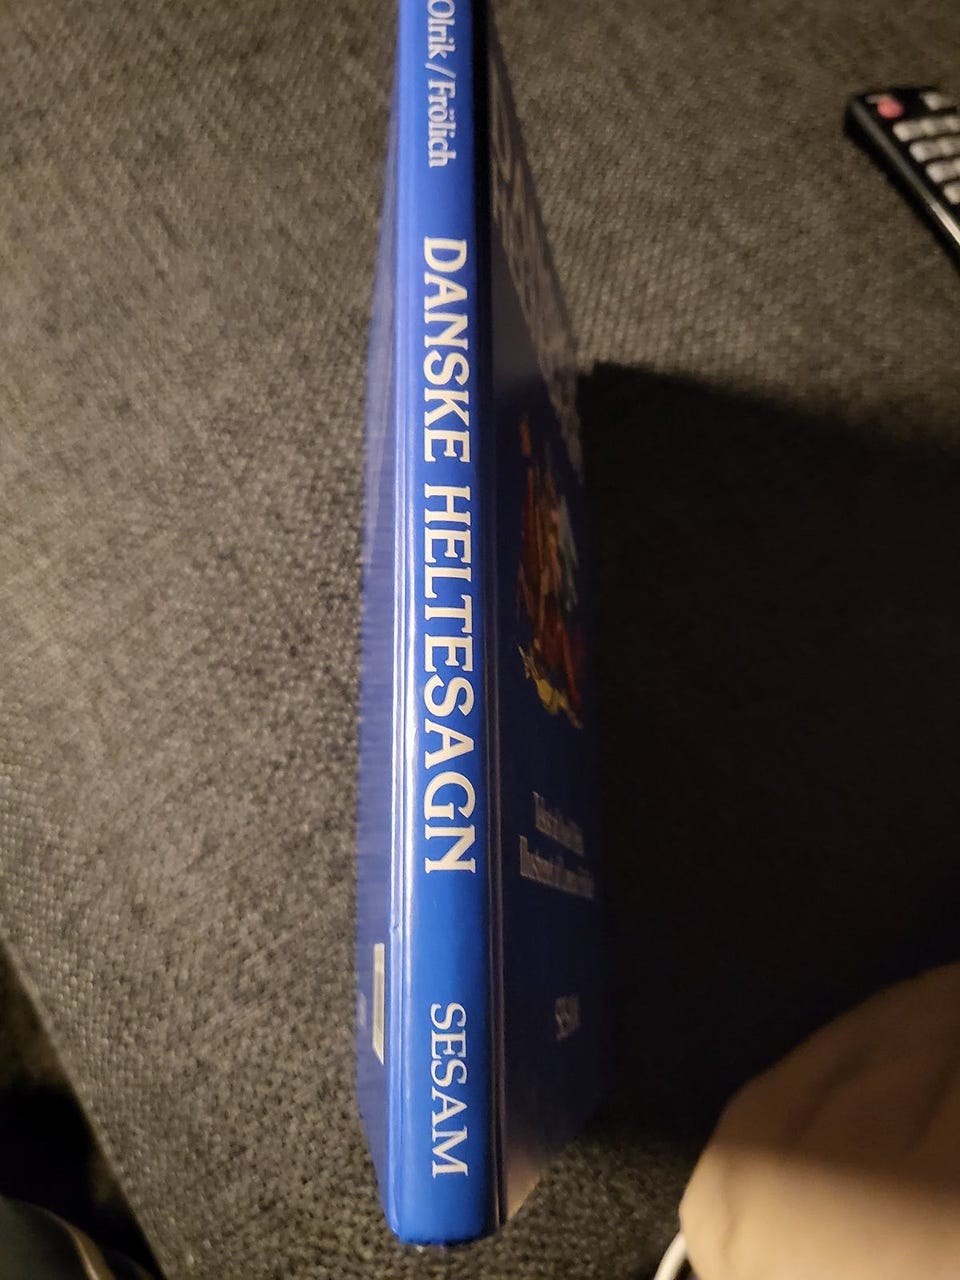 Olrik / Frölich
DANSKE HELTESAGN
SESAM